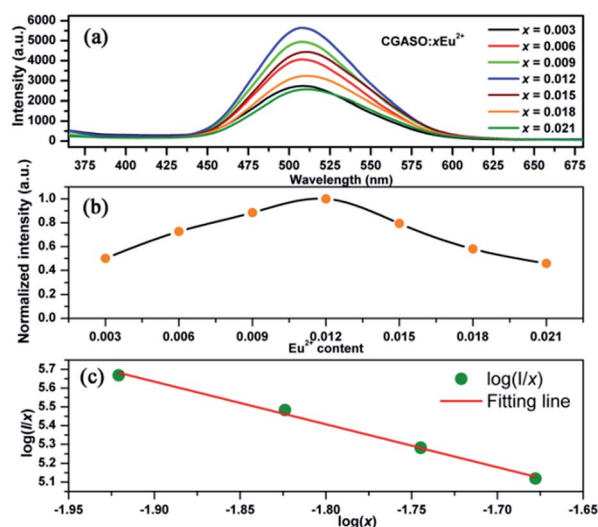 (a)
CGASO:xEu2+
x = 0.003
x = 0.006
x = 0.009
x = 0.012
x = 0.015
x = 0.018
x = 0.021
Intensity (a.u.)
6000
5000
4000
3000
2000
1000
0
375 400 425 450 475 500 525 550 575 600 625 650 675
Wavelength (nm)
(b)
Normalized intensity (a.u.)
1.0
0.8
0.6
0.4
0.2
0.0
0.003 0.006 0.009 0.012 0.015 0.018 0.021
Eu2+ content
(c)
log(I/x)
Fitting line
log(I/x)
5.7
5.6
5.5
5.4
5.3
5.2
5.1
-1.95 -1.90 -1.85 -1.80 -1.75 -1.70 -1.65
log(x)